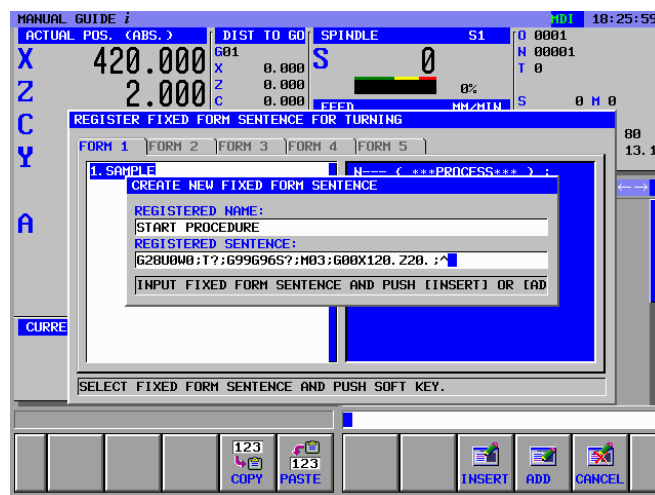 MANUAL GUIDE i MDI 18:25:59
ACTUAL POS. (ABS.) DIST TO GO SPINDLE S1 O 0001
X 420.000 G01 X 0.000 S 0 N 00001
T 0
Z 2.000 Z 0.000 0%
C 0.000 FEED MM/MIN S 0 M 0
C REGISTER FIXED FORM SENTENCE FOR TURNING
80
FORM 1 FORM 2 FORM 3 FORM 4 FORM 5
Y 13.1
1.SAMPLE N--- ( ***PROCESS*** ) ;
CREATE NEW FIXED FORM SENTENCE
REGISTERED NAME:
A START PROCEDURE
REGISTERED SENTENCE:
G28U0W0;T?;G99G96S?;M03;G00X120.Z20.;^
INPUT FIXED FORM SENTENCE AND PUSH [INSERT] OR [AD
CURRE
SELECT FIXED FORM SENTENCE AND PUSH SOFT KEY.
123 123
COPY PASTE INSERT ADD CANCEL